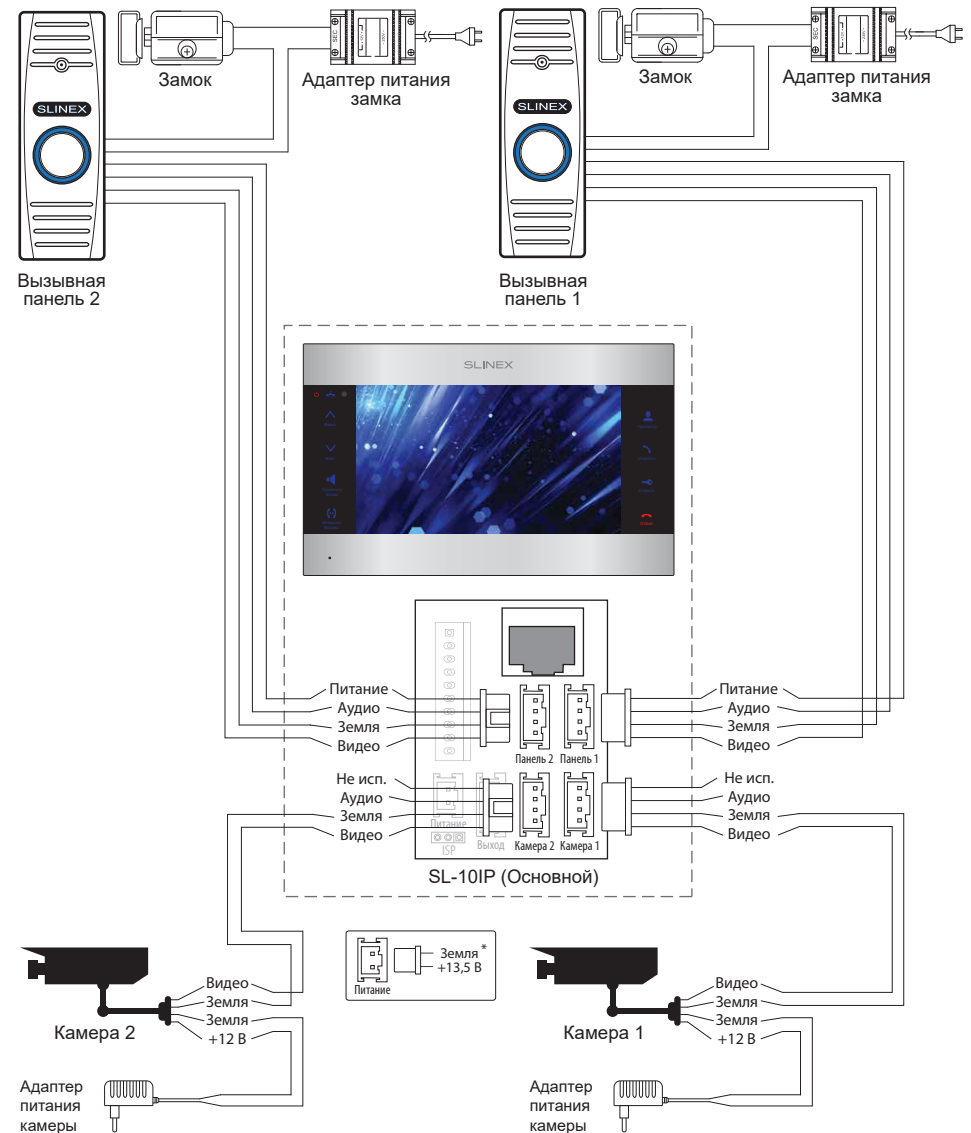 SEC
SEC
Замок
Адаптер питания
замка
Замок
Адаптер питания
замка
SLINEX
SLINEX
Вызывная
панель 2
Вызывная
панель 1
SLINEX
Питание
Аудио
Земля
Видео
Питание
Аудио
Земля
Видео
Панель 2
Панель 1
Не исп.
Аудио
Земля
Видео
Не исп.
Аудио
Земля
Видео
Питание
ISP
Выход
Камера 2
Камера 1
SL-10IP (Основной)
Земля *
+13,5 В
Питание
Видео
Земля
Земля
+12 В
Камера 2
Видео
Земля
Земля
+12 В
Камера 1
Адаптер
питания
камеры
Адаптер
питания
камеры